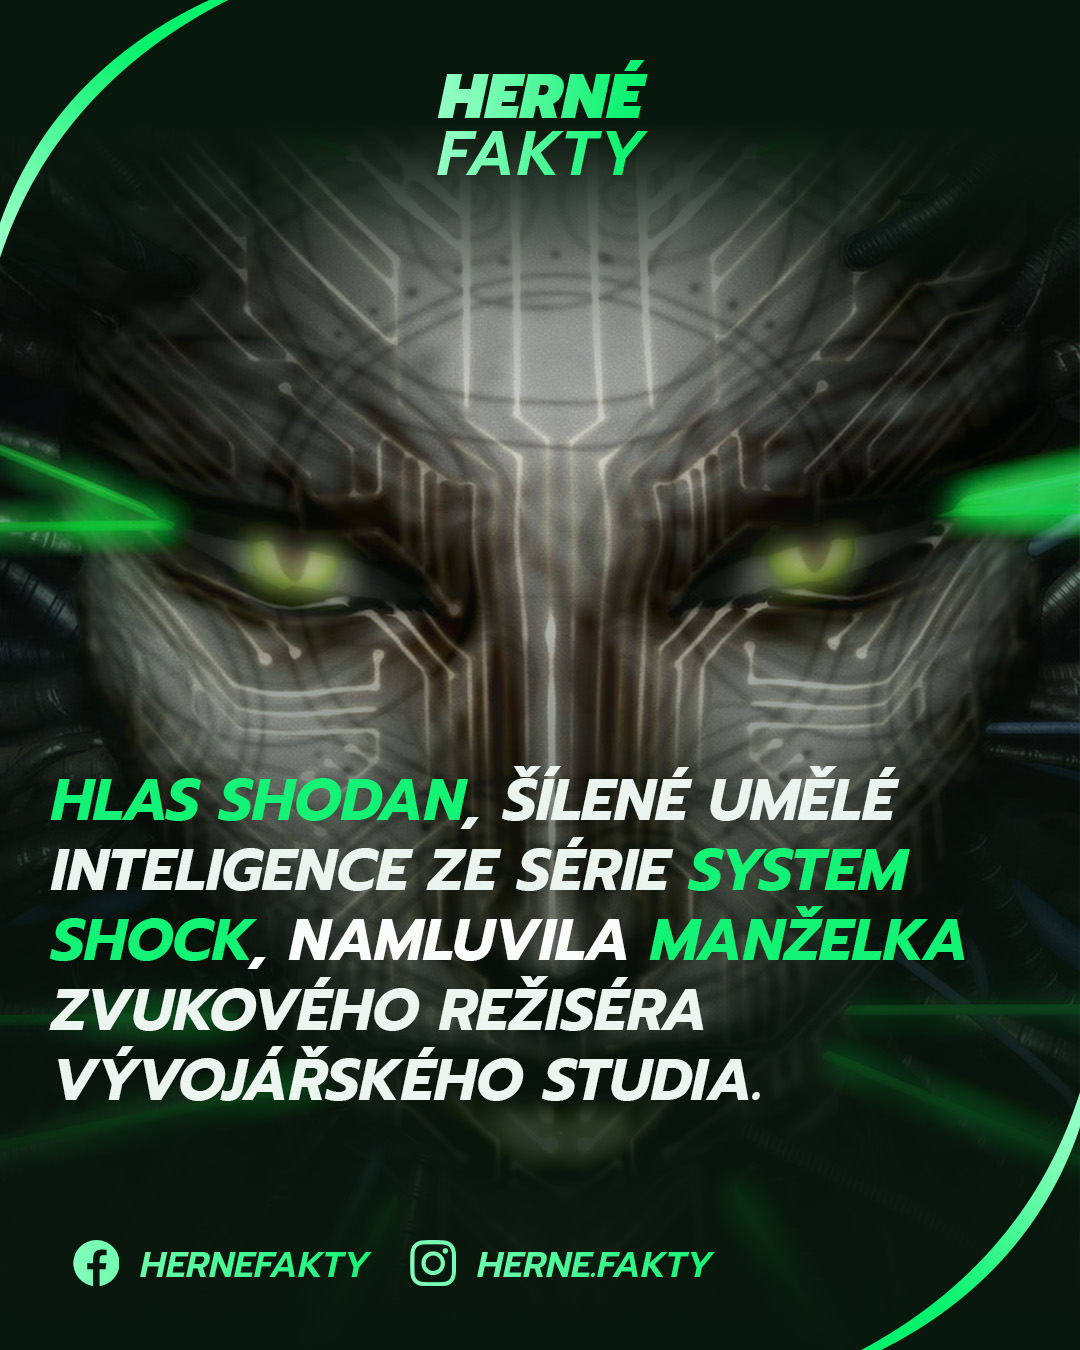 HERNÉ
FAKTY
HLAS SHODAN, ŠÍLENÉ UMĚLÉ
INTELIGENCE ZE SÉRIE SYSTEM
SHOCK, NAMLUVILA MANŽELKA
ZVUKOVÉHO REŽISÉRA
VÝVOJÁŘSKÉHO STUDIA.
HERNEFAKTY HERNE.FAKTY